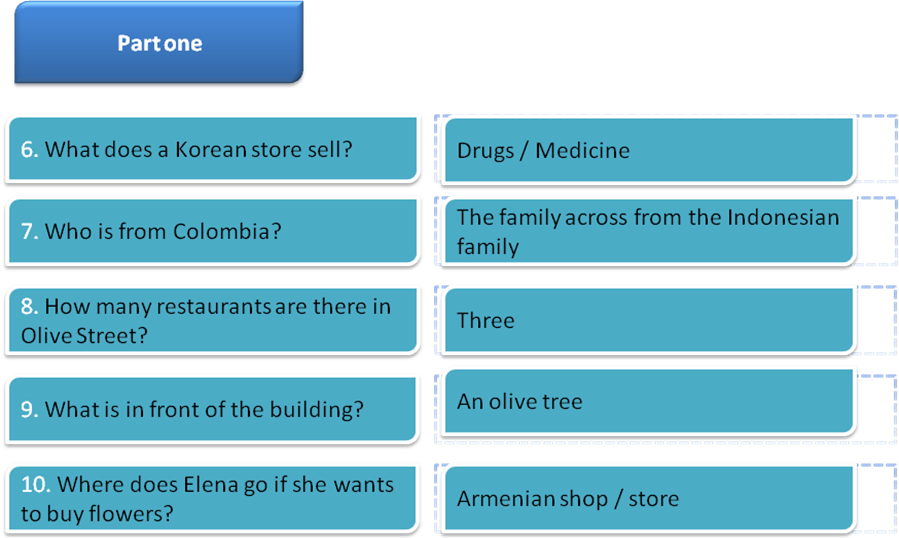 Part one
6. What does a Korean store sell?
Drugs / Medicine
7. Who is from Colombia?
The family across from the Indonesian
family
8. How many restaurants are there in
Olive Street?
Three
9. What is in front of the building?
An olive tree
10. Where does Elena go if she wants
to buy flowers?
Armenian shop / store